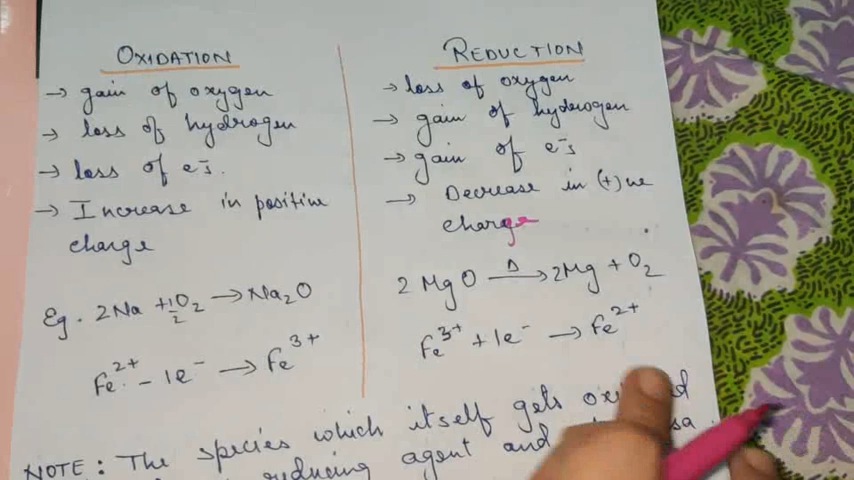 OXIDATION
→ gain of oxygen
→ loss of hydrogen
→ loss of e⁻s.
→ Increase in positive
charge
Eg. 2Na + 1/2 O₂ → Na₂O
Fe²⁺ - 1e⁻ → Fe³⁺
REDUCTION
→ loss of oxygen
→ gain of hydrogen
→ gain of e⁻s
→ Decrease in (+)ve
charge
2 MgO —Δ→ 2Mg + O₂
Fe³⁺ + 1e⁻ → Fe²⁺
NOTE : The species which itself gets
reducing agent and